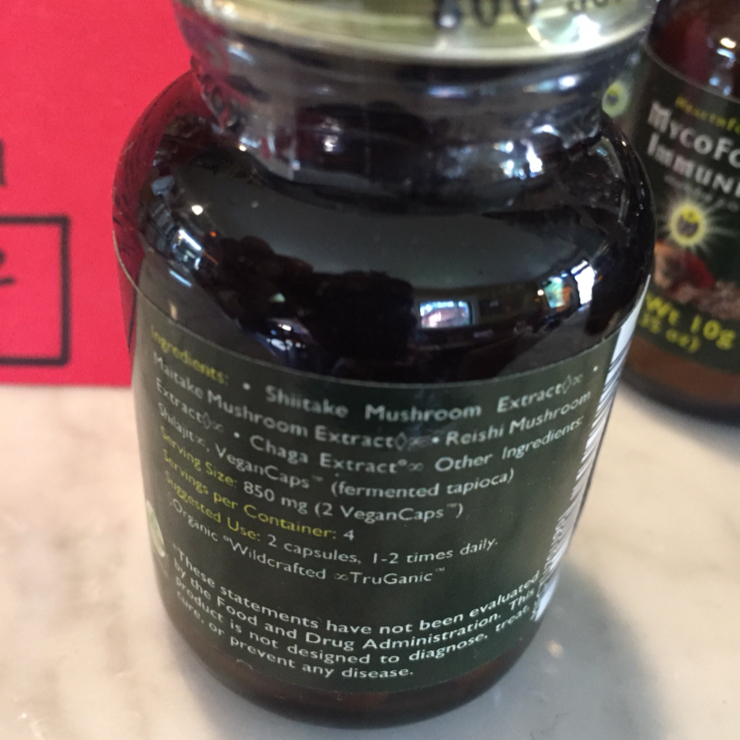 Ingredients: • Shiitake Mushroom Extract◊∞ •
Maitake Mushroom Extract◊∞ • Reishi Mushroom
Extract◊∞ • Chaga Extract°∞ Other Ingredients:
Shilajit∞, VeganCaps™ (fermented tapioca)
Serving Size: 850 mg (2 VeganCaps™)
Servings per Container: 4
Suggested Use: 2 capsules, 1-2 times daily.
◊Organic °Wildcrafted ∞TruGanic™
*These statements have not been evaluated
by the Food and Drug Administration. This
product is not designed to diagnose, treat,
cure, or prevent any disease.
MycoFo
Immun
Wt 10g
oz)